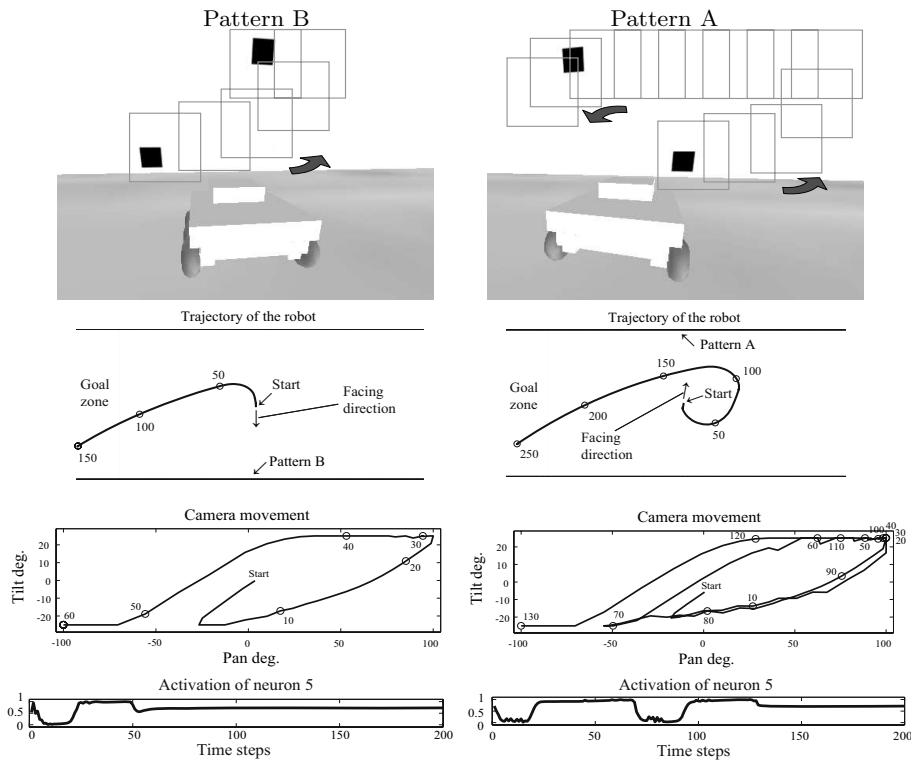 Pattern B
Pattern A
Trajectory of the robot
50
Goal
zone
Start
Facing
direction
100
150
Pattern B
Trajectory of the robot
Pattern A
150
100
Goal
zone
Start
200
50
Facing
direction
250
Camera movement
Tilt deg.
20
10
0
-10
-20
40
30
20
Start
50
10
60
-100
-50
0
50
100
Pan deg.
Camera movement
Tilt deg.
20
10
0
-10
-20
120
60
110
50
100
40
30
20
90
Start
10
70
80
130
-100
-50
0
50
100
Pan deg.
Activation of neuron 5
1
0.5
0
0
50
100
150
200
Time steps
Activation of neuron 5
1
0.5
0
0
50
100
150
200
Time steps